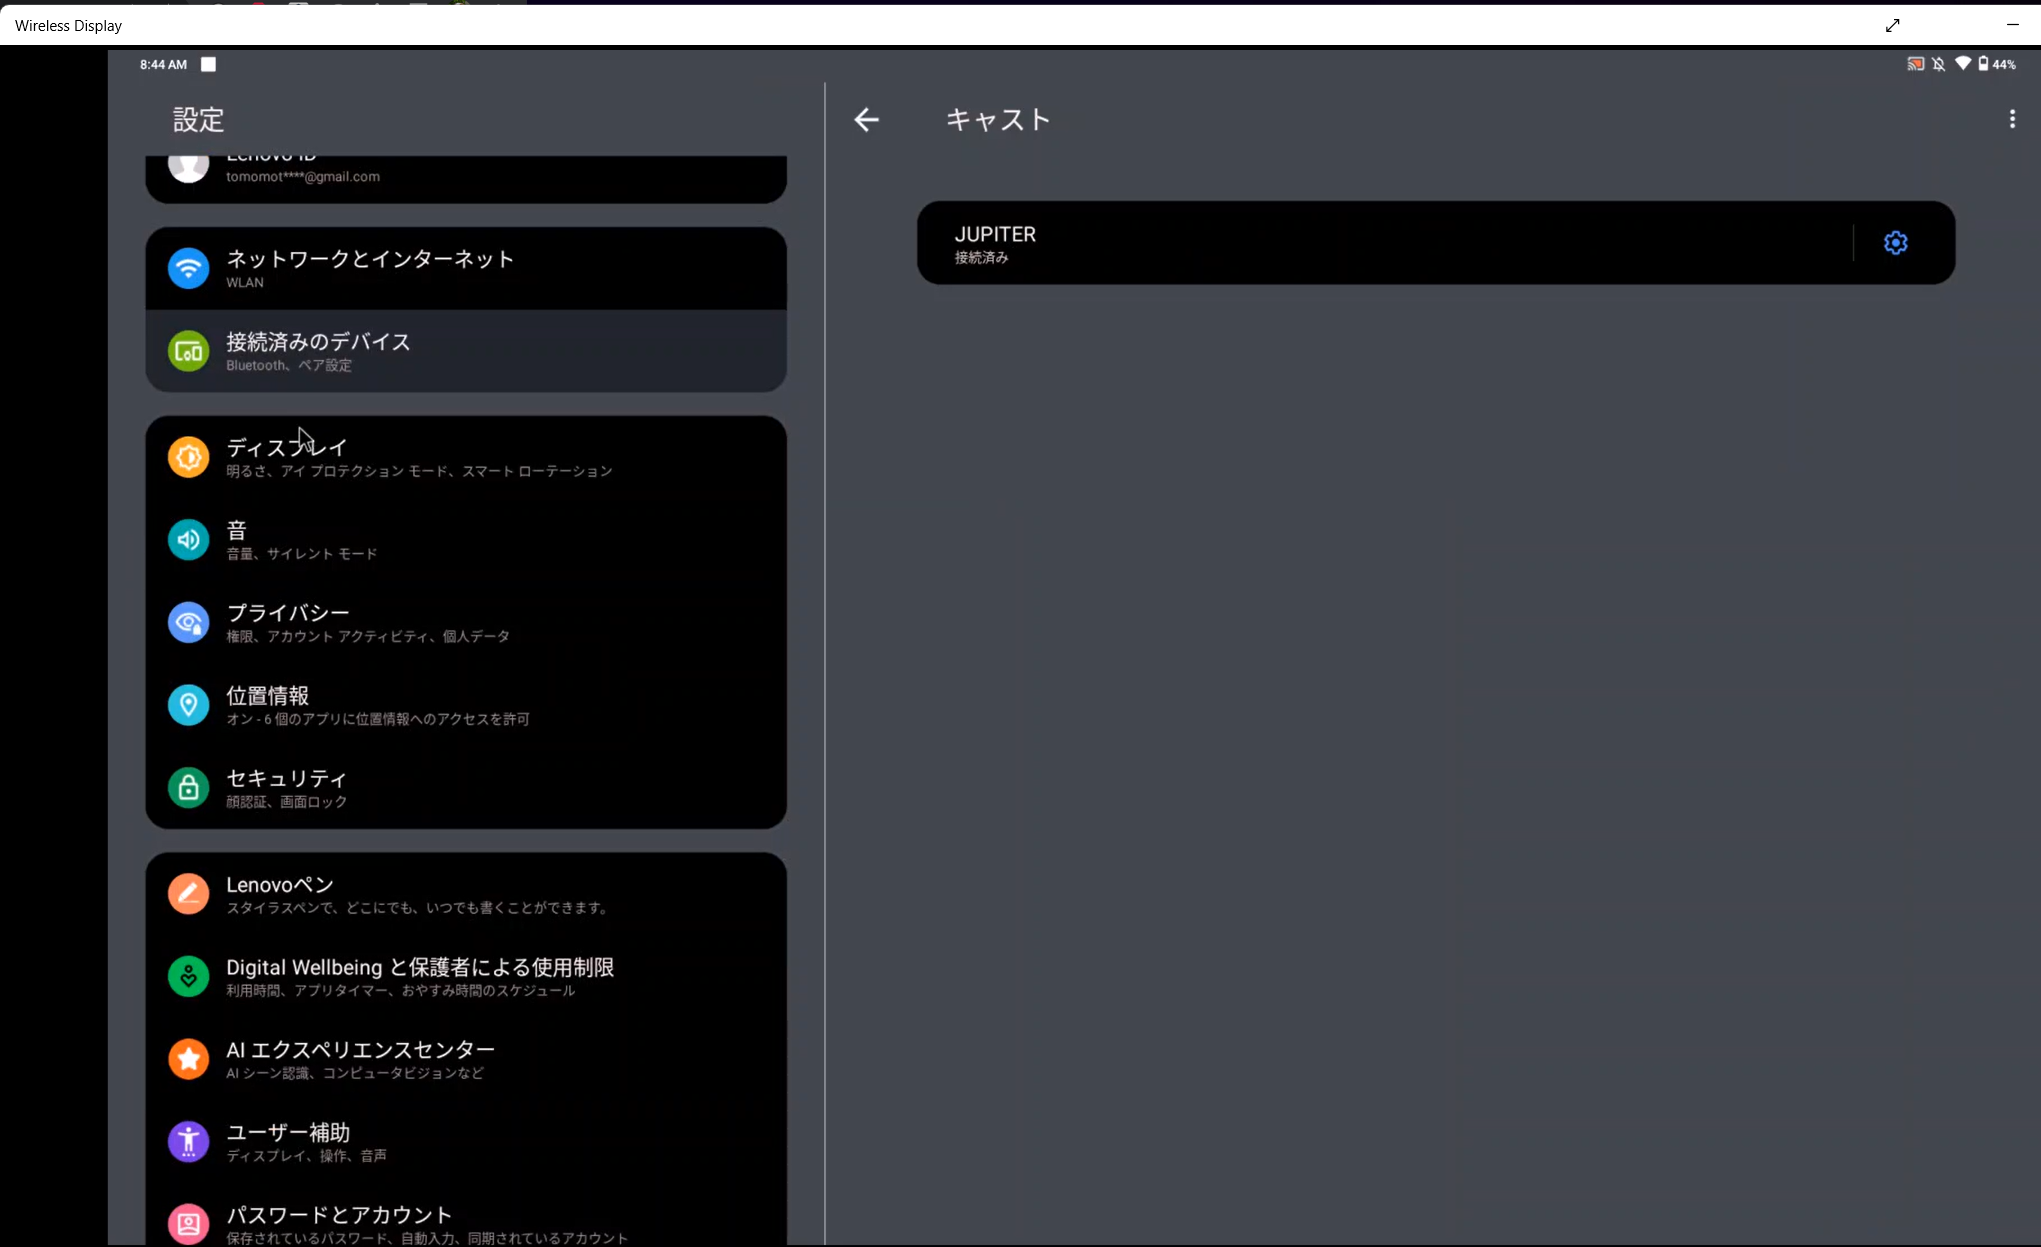 Wireless Display
8:44 AM
44%
設定
Lenovo ID
tomomot****@gmail.com
ネットワークとインターネット
WLAN
接続済みのデバイス
Bluetooth、ペア設定
ディスプレイ
明るさ、アイ プロテクション モード、スマート ローテーション
音
音量、サイレント モード
プライバシー
権限、アカウント アクティビティ、個人データ
位置情報
オン - 6 個のアプリに位置情報へのアクセスを許可
セキュリティ
顔認証、画面ロック
Lenovoペン
スタイラスペンで、どこにでも、いつでも書くことができます。
Digital Wellbeing と保護者による使用制限
利用時間、アプリタイマー、おやすみ時間のスケジュール
AI エクスペリエンスセンター
AI シーン認識、コンピュータビジョンなど
ユーザー補助
ディスプレイ、操作、音声
パスワードとアカウント
保存されているパスワード、自動入力、同期されているアカウント
キャスト
JUPITER
接続済み